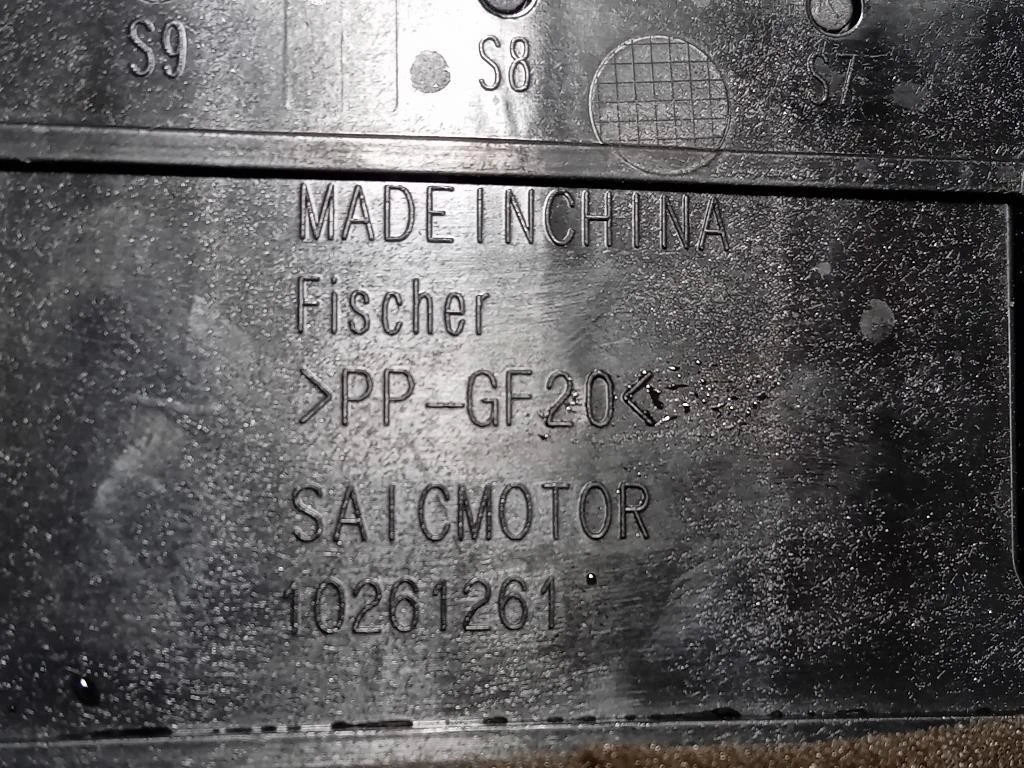 S9 S8 S7
MADE IN CHINA
Fischer
>PP-GF20<
SAICMOTOR
10261261